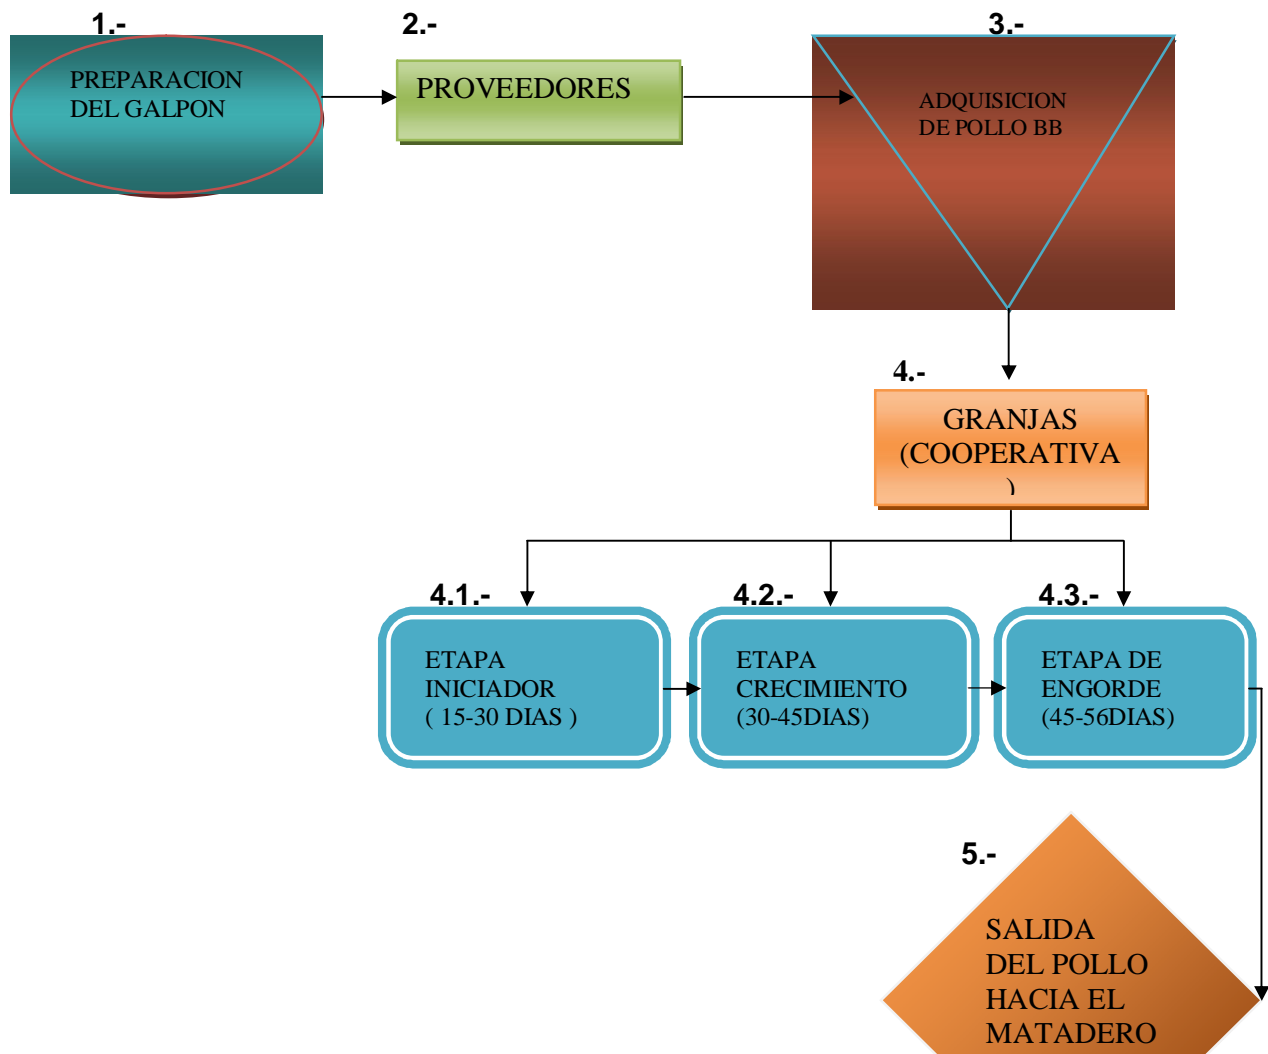 1.-
PREPARACION
DEL GALPON
2.-
PROVEEDORES
3.-
ADQUISICION
DE POLLO BB
4.-
GRANJAS
(COOPERATIVA
)
4.1.-
ETAPA
INICIADOR
( 15-30 DIAS )
4.2.-
ETAPA
CRECIMIENTO
(30-45DIAS)
4.3.-
ETAPA DE
ENGORDE
(45-56DIAS)
5.-
SALIDA
DEL POLLO
HACIA EL
MATADERO